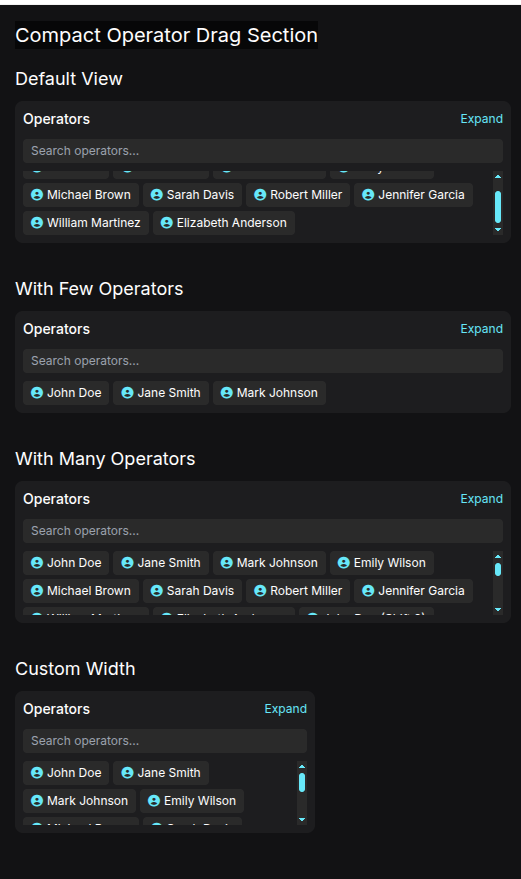 Compact Operator Drag Section
Default View
Operators Expand
Search operators...
Michael Brown Sarah Davis Robert Miller Jennifer Garcia
William Martinez Elizabeth Anderson
With Few Operators
Operators Expand
Search operators...
John Doe Jane Smith Mark Johnson
With Many Operators
Operators Expand
Search operators...
John Doe Jane Smith Mark Johnson Emily Wilson
Michael Brown Sarah Davis Robert Miller Jennifer Garcia
Custom Width
Operators Expand
Search operators...
John Doe Jane Smith
Mark Johnson Emily Wilson